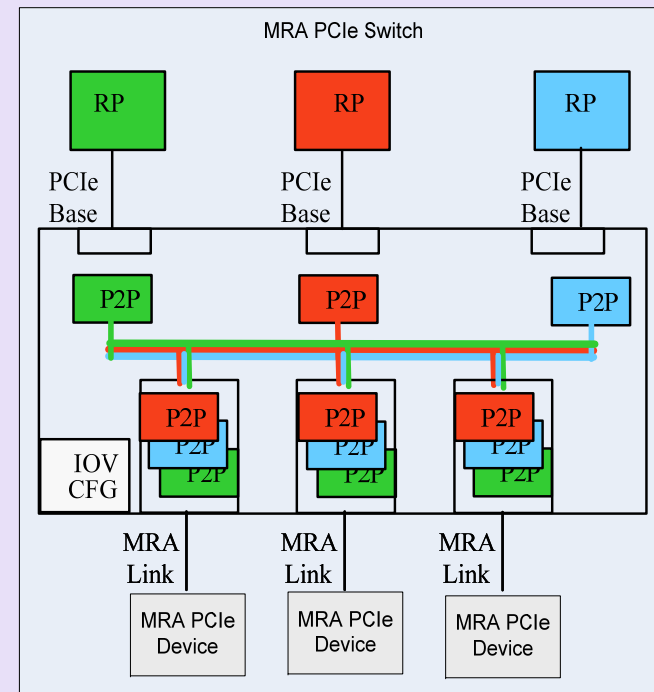 MRA PCIe Switch
RP
RP
RP
PCIe
Base
PCIe
Base
PCIe
Base
P2P
P2P
P2P
P2P
P2P
P2P
P2P
P2P
P2P
P2P
P2P
P2P
IOV
CFG
MRA
Link
MRA
Link
MRA
Link
MRA PCIe
Device
MRA PCIe
Device
MRA PCIe
Device